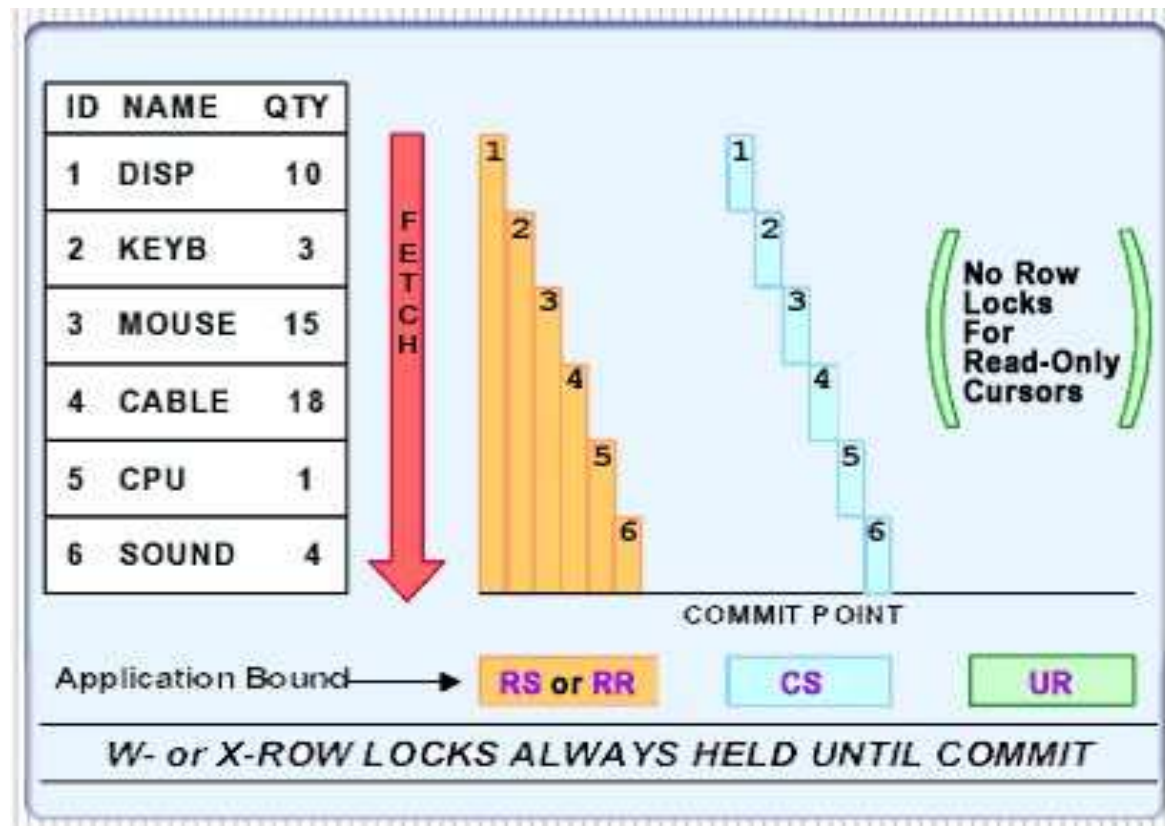 ID NAME QTY
1 DISP 10
2 KEYB 3
3 MOUSE 15
4 CABLE 18
5 CPU 1
6 SOUND 4
FETCH
1
2
3
4
5
6
1
2
3
4
5
6
No Row
Locks
For
Read-Only
Cursors
COMMIT POINT
Application Bound
RS or RR
CS
UR
W- or X-ROW LOCKS ALWAYS HELD UNTIL COMMIT